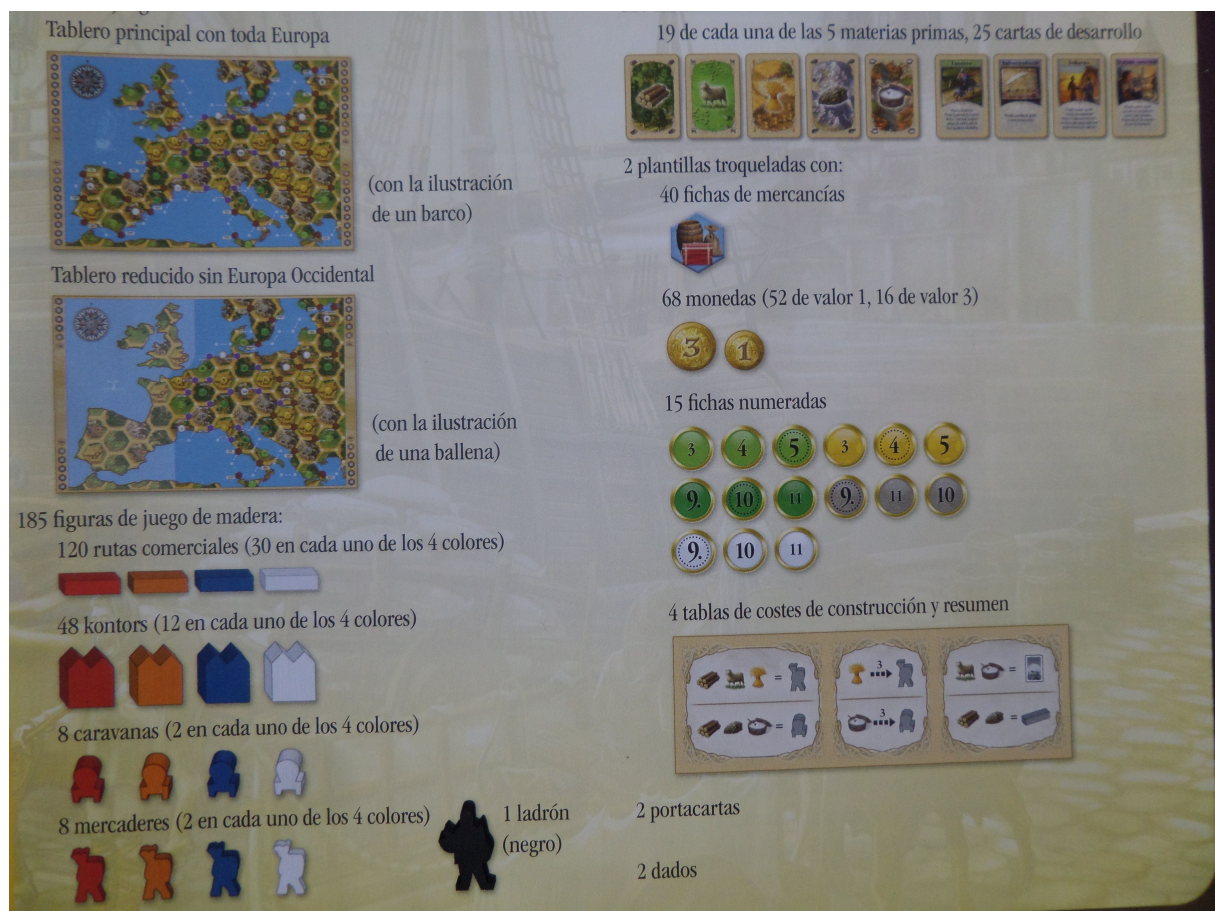 Tablero principal con toda Europa
(con la ilustración
de un barco)
Tablero reducido sin Europa Occidental
(con la ilustración
de una ballena)
185 figuras de juego de madera:
120 rutas comerciales (30 en cada uno de los 4 colores)
48 kontors (12 en cada uno de los 4 colores)
8 caravanas (2 en cada uno de los 4 colores)
8 mercaderes (2 en cada uno de los 4 colores)
1 ladrón
(negro)
19 de cada una de las 5 materias primas, 25 cartas de desarrollo
2 plantillas troqueladas con:
40 fichas de mercancías
68 monedas (52 de valor 1, 16 de valor 3)
3 1
15 fichas numeradas
3 4 5 3 4 5
9. 10 11 9. 11 10
9. 10 11
4 tablas de costes de construcción y resumen
= 3 =
= 3 =
2 portacartas
2 dados